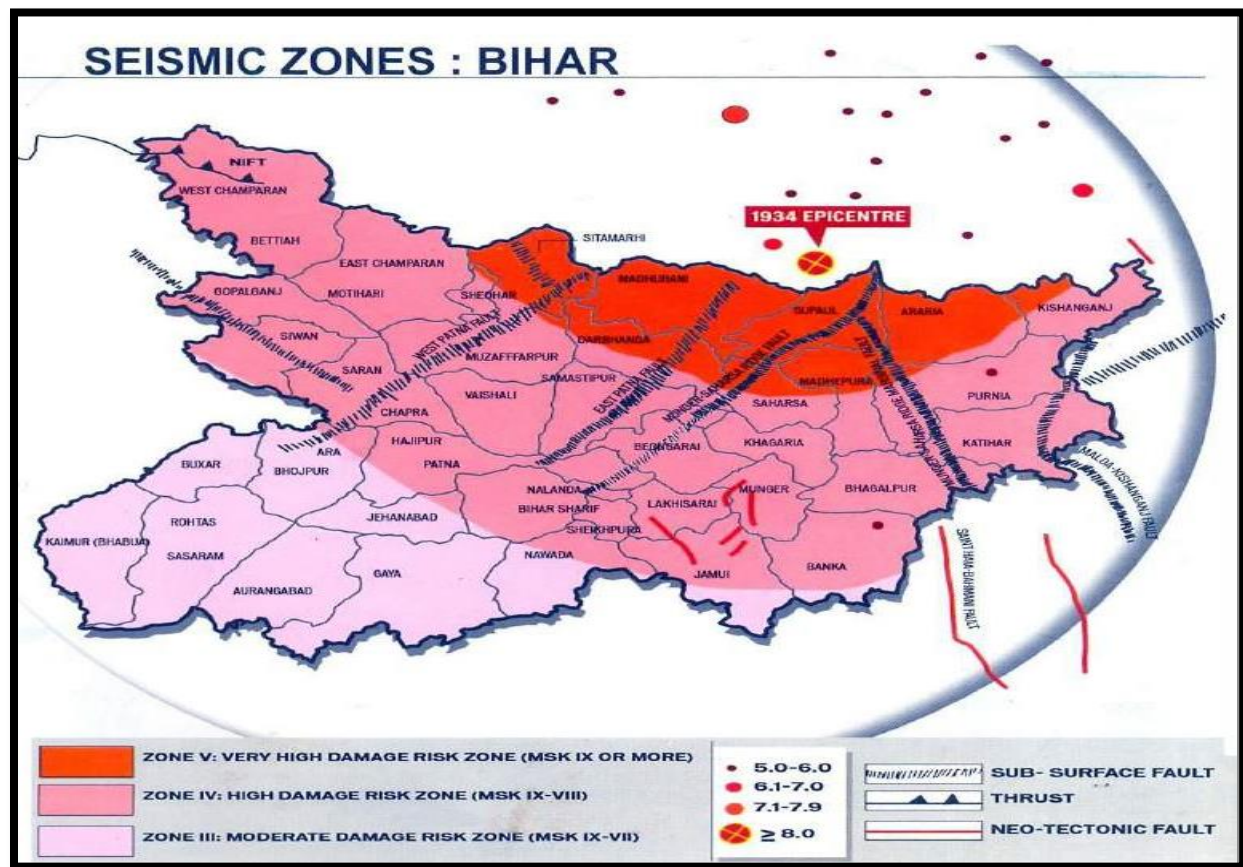 SEISMIC ZONES : BIHAR
NIFT
WEST CHAMPARAN
1934 EPICENTRE
BETTIAH
SITAMARHI
EAST CHAMPARAN
MADHUBANI
GOPALGANJ
MOTIHARI
SHEOHAR
SUPAUL
ARARIA
KISHANGANJ
SIWAN
WEST PATNA FAULT
DARBHANGA
MUZAFFFARPUR
SARAN
SAMASTIPUR
EAST PATNA FAULT
MADHEPURA
VAISHALI
SAHARSA
PURNIA
CHAPRA
HAJIPUR
KHAGARIA
KATIHAR
ARA
BUXAR
BHOJPUR
PATNA
MALDA-KISHANGANJ FAULT
NALANDA
LAKHISARAI
MUNGER
BHAGALPUR
JEHANABAD
BIHAR SHARIF
ROHTAS
SHEIKHPURA
KAIMUR (BHABUA)
SASARAM
NAWADA
GAYA
JAMUI
BANKA
AURANGABAD
ZONE V: VERY HIGH DAMAGE RISK ZONE (MSK IX OR MORE)
ZONE IV: HIGH DAMAGE RISK ZONE (MSK IX-VIII)
ZONE III: MODERATE DAMAGE RISK ZONE (MSK IX-VII)
5.0-6.0
6.1-7.0
7.1-7.9
≥ 8.0
SUB- SURFACE FAULT
THRUST
NEO-TECTONIC FAULT